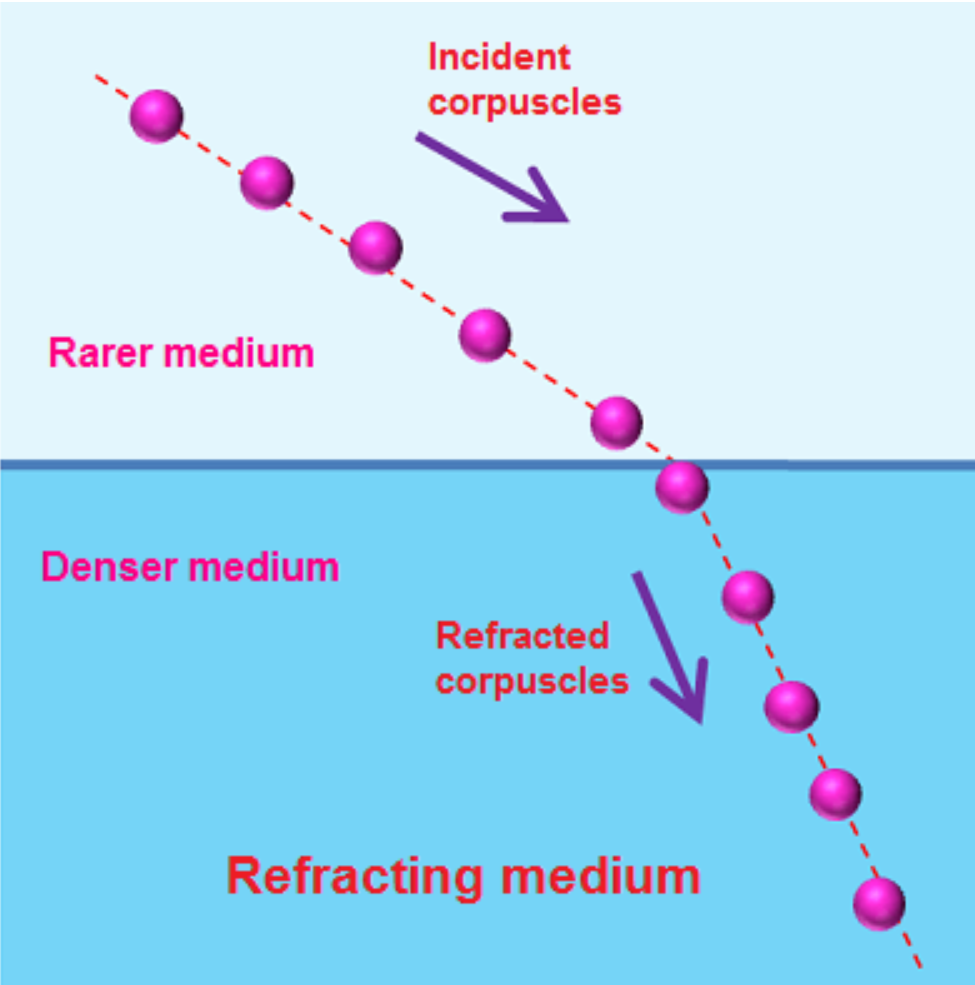 Incident
corpuscles
Rarer medium
Denser medium
Refracted
corpuscles
Refracting medium